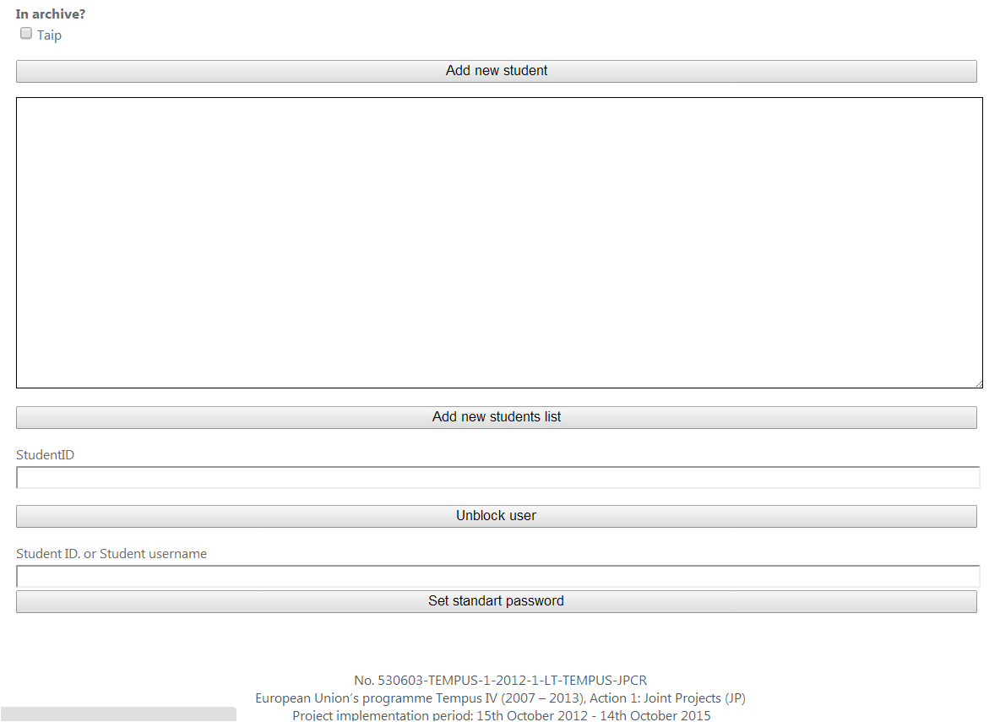 In archive?
Taip
Add new student
Add new students list
StudentID
Unblock user
Student ID. or Student username
Set standart password
No. 530603-TEMPUS-1-2012-1-LT-TEMPUS-JPCR
European Union´s programme Tempus IV (2007 – 2013), Action 1: Joint Projects (JP)
Project implementation period: 15th October 2012 - 14th October 2015